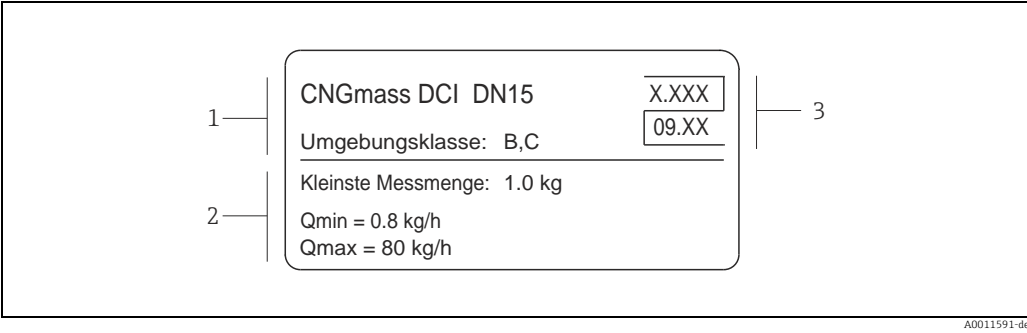 CNGmass DCI DN15
X.XXX
1
3
09.XX
Umgebungsklasse: B,C
Kleinste Messmenge: 1.0 kg
2
Qmin = 0.8 kg/h
Qmax = 80 kg/h
A0011591-de